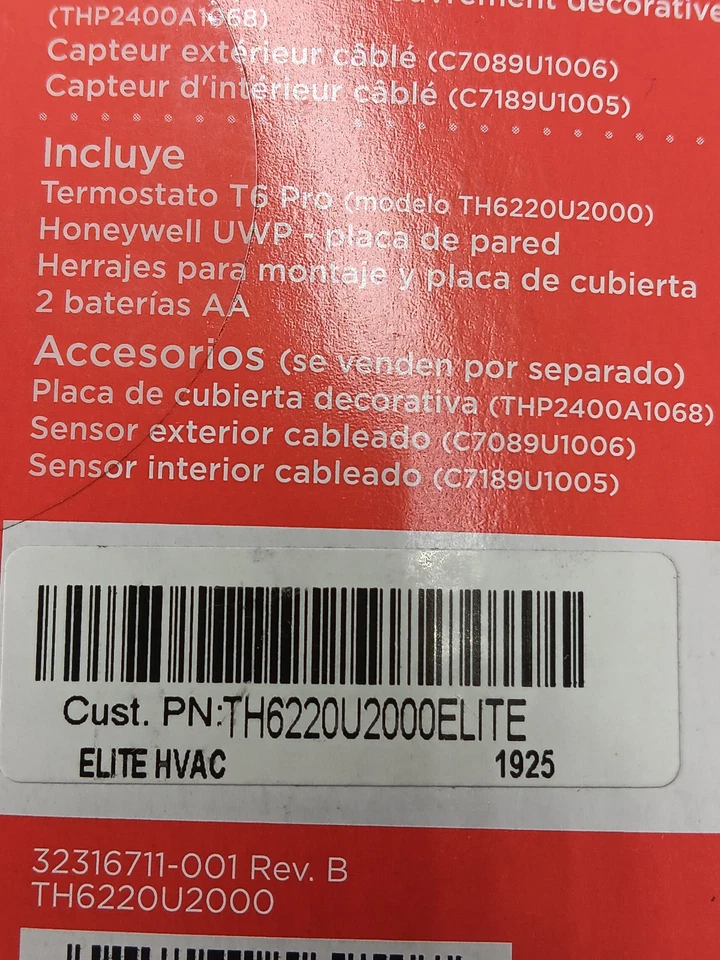 décorative
(THP2400A1068)
Capteur extérieur câblé (C7089U1006)
Capteur d'intérieur câblé (C7189U1005)
Incluye
Termostato T6 Pro (modelo TH6220U2000)
Honeywell UWP - placa de pared
Herrajes para montaje y placa de cubierta
2 baterías AA
Accesorios (se venden por separado)
Placa de cubierta decorativa (THP2400A1068)
Sensor exterior cableado (C7089U1006)
Sensor interior cableado (C7189U1005)
Cust. PN:TH6220U2000ELITE
ELITE HVAC 1925
32316711-001 Rev. B
TH6220U2000